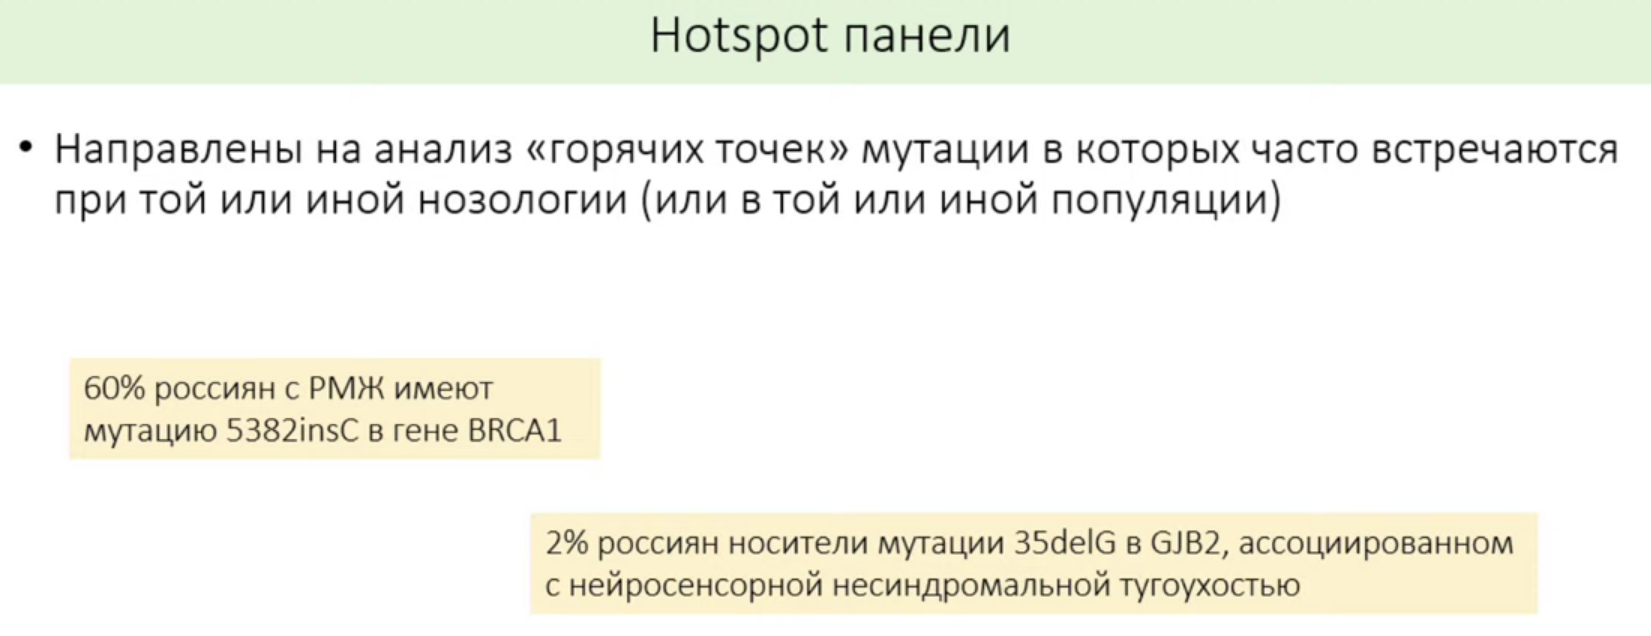 Hotspot панели
• Направлены на анализ «горячих точек» мутации в которых часто встречаются
при той или иной нозологии (или в той или иной популяции)
60% россиян с РМЖ имеют
мутацию 5382insC в гене BRCA1
2% россиян носители мутации 35delG в GJB2, ассоциированном
с нейросенсорной несиндромальной тугоухостью